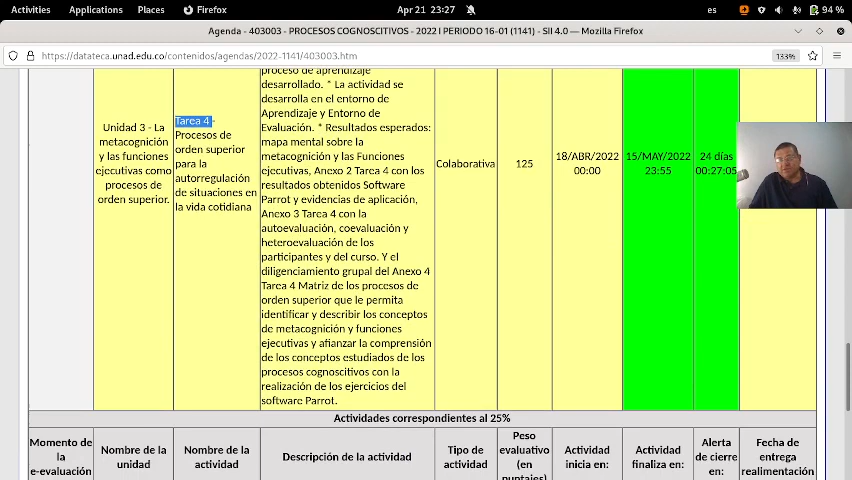 Activities Applications Places Firefox Apr 21 23:27 es 94 %
Agenda - 403003 - PROCESOS COGNOSCITIVOS - 2022 I PERIODO 16-01 (1141) - SII 4.0 — Mozilla Firefox
https://datateca.unad.edu.co/contenidos/agendas/2022-1141/403003.htm 133%
Unidad 3 - La
metacognición
y las funciones
ejecutivas como
procesos de
orden superior.
Tarea 4 -
Procesos de
orden superior
para la
autorregulación
de situaciones en
la vida cotidiana
proceso de aprendizaje
desarrollado. * La actividad se
desarrolla en el entorno de
Aprendizaje y Entorno de
Evaluación. * Resultados esperados:
mapa mental sobre la
metacognición y las Funciones
ejecutivas, Anexo 2 Tarea 4 con los
resultados obtenidos Software
Parrot y evidencias de aplicación,
Anexo 3 Tarea 4 con la
autoevaluación, coevaluación y
heteroevaluación de los
participantes y del curso. Y el
diligenciamiento grupal del Anexo 4
Tarea 4 Matriz de los procesos de
orden superior que le permita
identificar y describir los conceptos
de metacognición y funciones
ejecutivas y afianzar la comprensión
de los conceptos estudiados de los
procesos cognoscitivos con la
realización de los ejercicios del
software Parrot.
Colaborativa
125
18/ABR/2022
00:00
15/MAY/2022
23:55
24 días
00:27:05
Actividades correspondientes al 25%
Momento de
la
e-evaluación
Nombre de la
unidad
Nombre de la
actividad
Descripción de la actividad
Tipo de
actividad
Peso
evaluativo
(en
puntajes)
Actividad
inicia en:
Actividad
finaliza en:
Alerta
de cierre
en:
Fecha de
entrega
realimentación